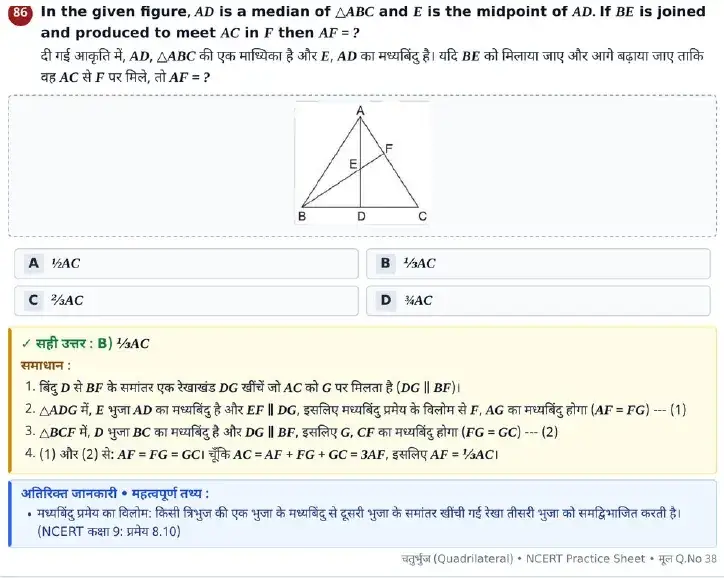 86 In the given figure, AD is a median of △ABC and E is the midpoint of AD. If BE is joined
and produced to meet AC in F then AF = ?
दी गई आकृति में, AD, △ABC की एक माध्यिका है और E, AD का मध्यबिंदु है। यदि BE को मिलाया जाए और आगे बढ़ाया जाए ताकि
वह AC से F पर मिले, तो AF = ?
A
F
E
B D C
A ½AC
B ⅓AC
C ⅔AC
D ¾AC
✓ सही उत्तर : B) ⅓AC
समाधान :
1. बिंदु D से BF के समांतर एक रेखाखंड DG खींचें जो AC को G पर मिलता है (DG ∥ BF)।
2. △ADG में, E भुजा AD का मध्यबिंदु है और EF ∥ DG, इसलिए मध्यबिंदु प्रमेय के विलोम से F, AG का मध्यबिंदु होगा (AF = FG) --- (1)
3. △BCF में, D भुजा BC का मध्यबिंदु है और DG ∥ BF, इसलिए G, CF का मध्यबिंदु होगा (FG = GC) --- (2)
4. (1) और (2) से: AF = FG = GC। चूँकि AC = AF + FG + GC = 3AF, इसलिए AF = ⅓AC।
अतिरिक्त जानकारी • महत्वपूर्ण तथ्य :
• मध्यबिंदु प्रमेय का विलोम: किसी त्रिभुज की एक भुजा के मध्यबिंदु से दूसरी भुजा के समांतर खींची गई रेखा तीसरी भुजा को समद्विभाजित करती है।
(NCERT कक्षा 9: प्रमेय 8.10)
चतुर्भुज (Quadrilateral) • NCERT Practice Sheet • मूल Q.No 38